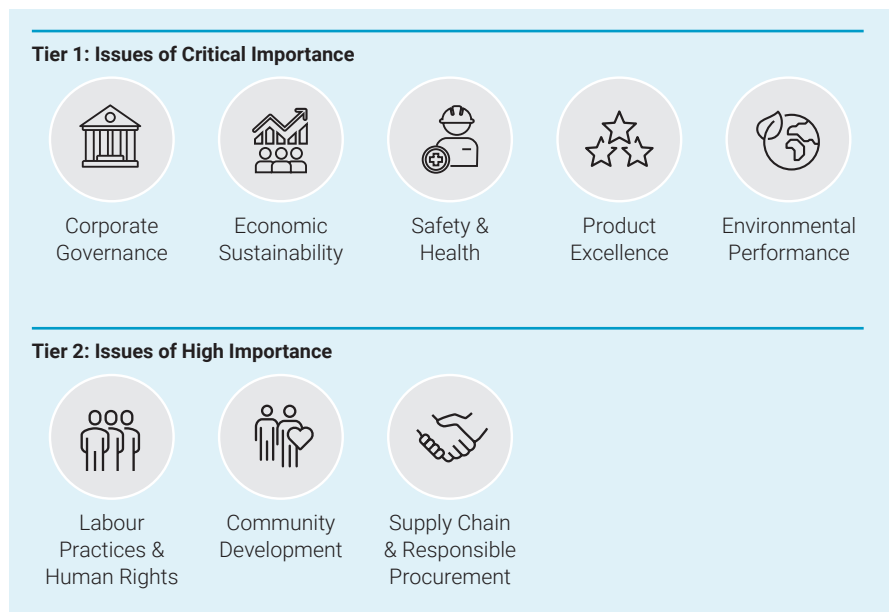 Tier 1: Issues of Critical Importance
Corporate
Governance
Economic
Sustainability
Safety &
Health
Product
Excellence
Environmental
Performance
Tier 2: Issues of High Importance
Labour
Practices &
Human Rights
Community
Development
Supply Chain
& Responsible
Procurement